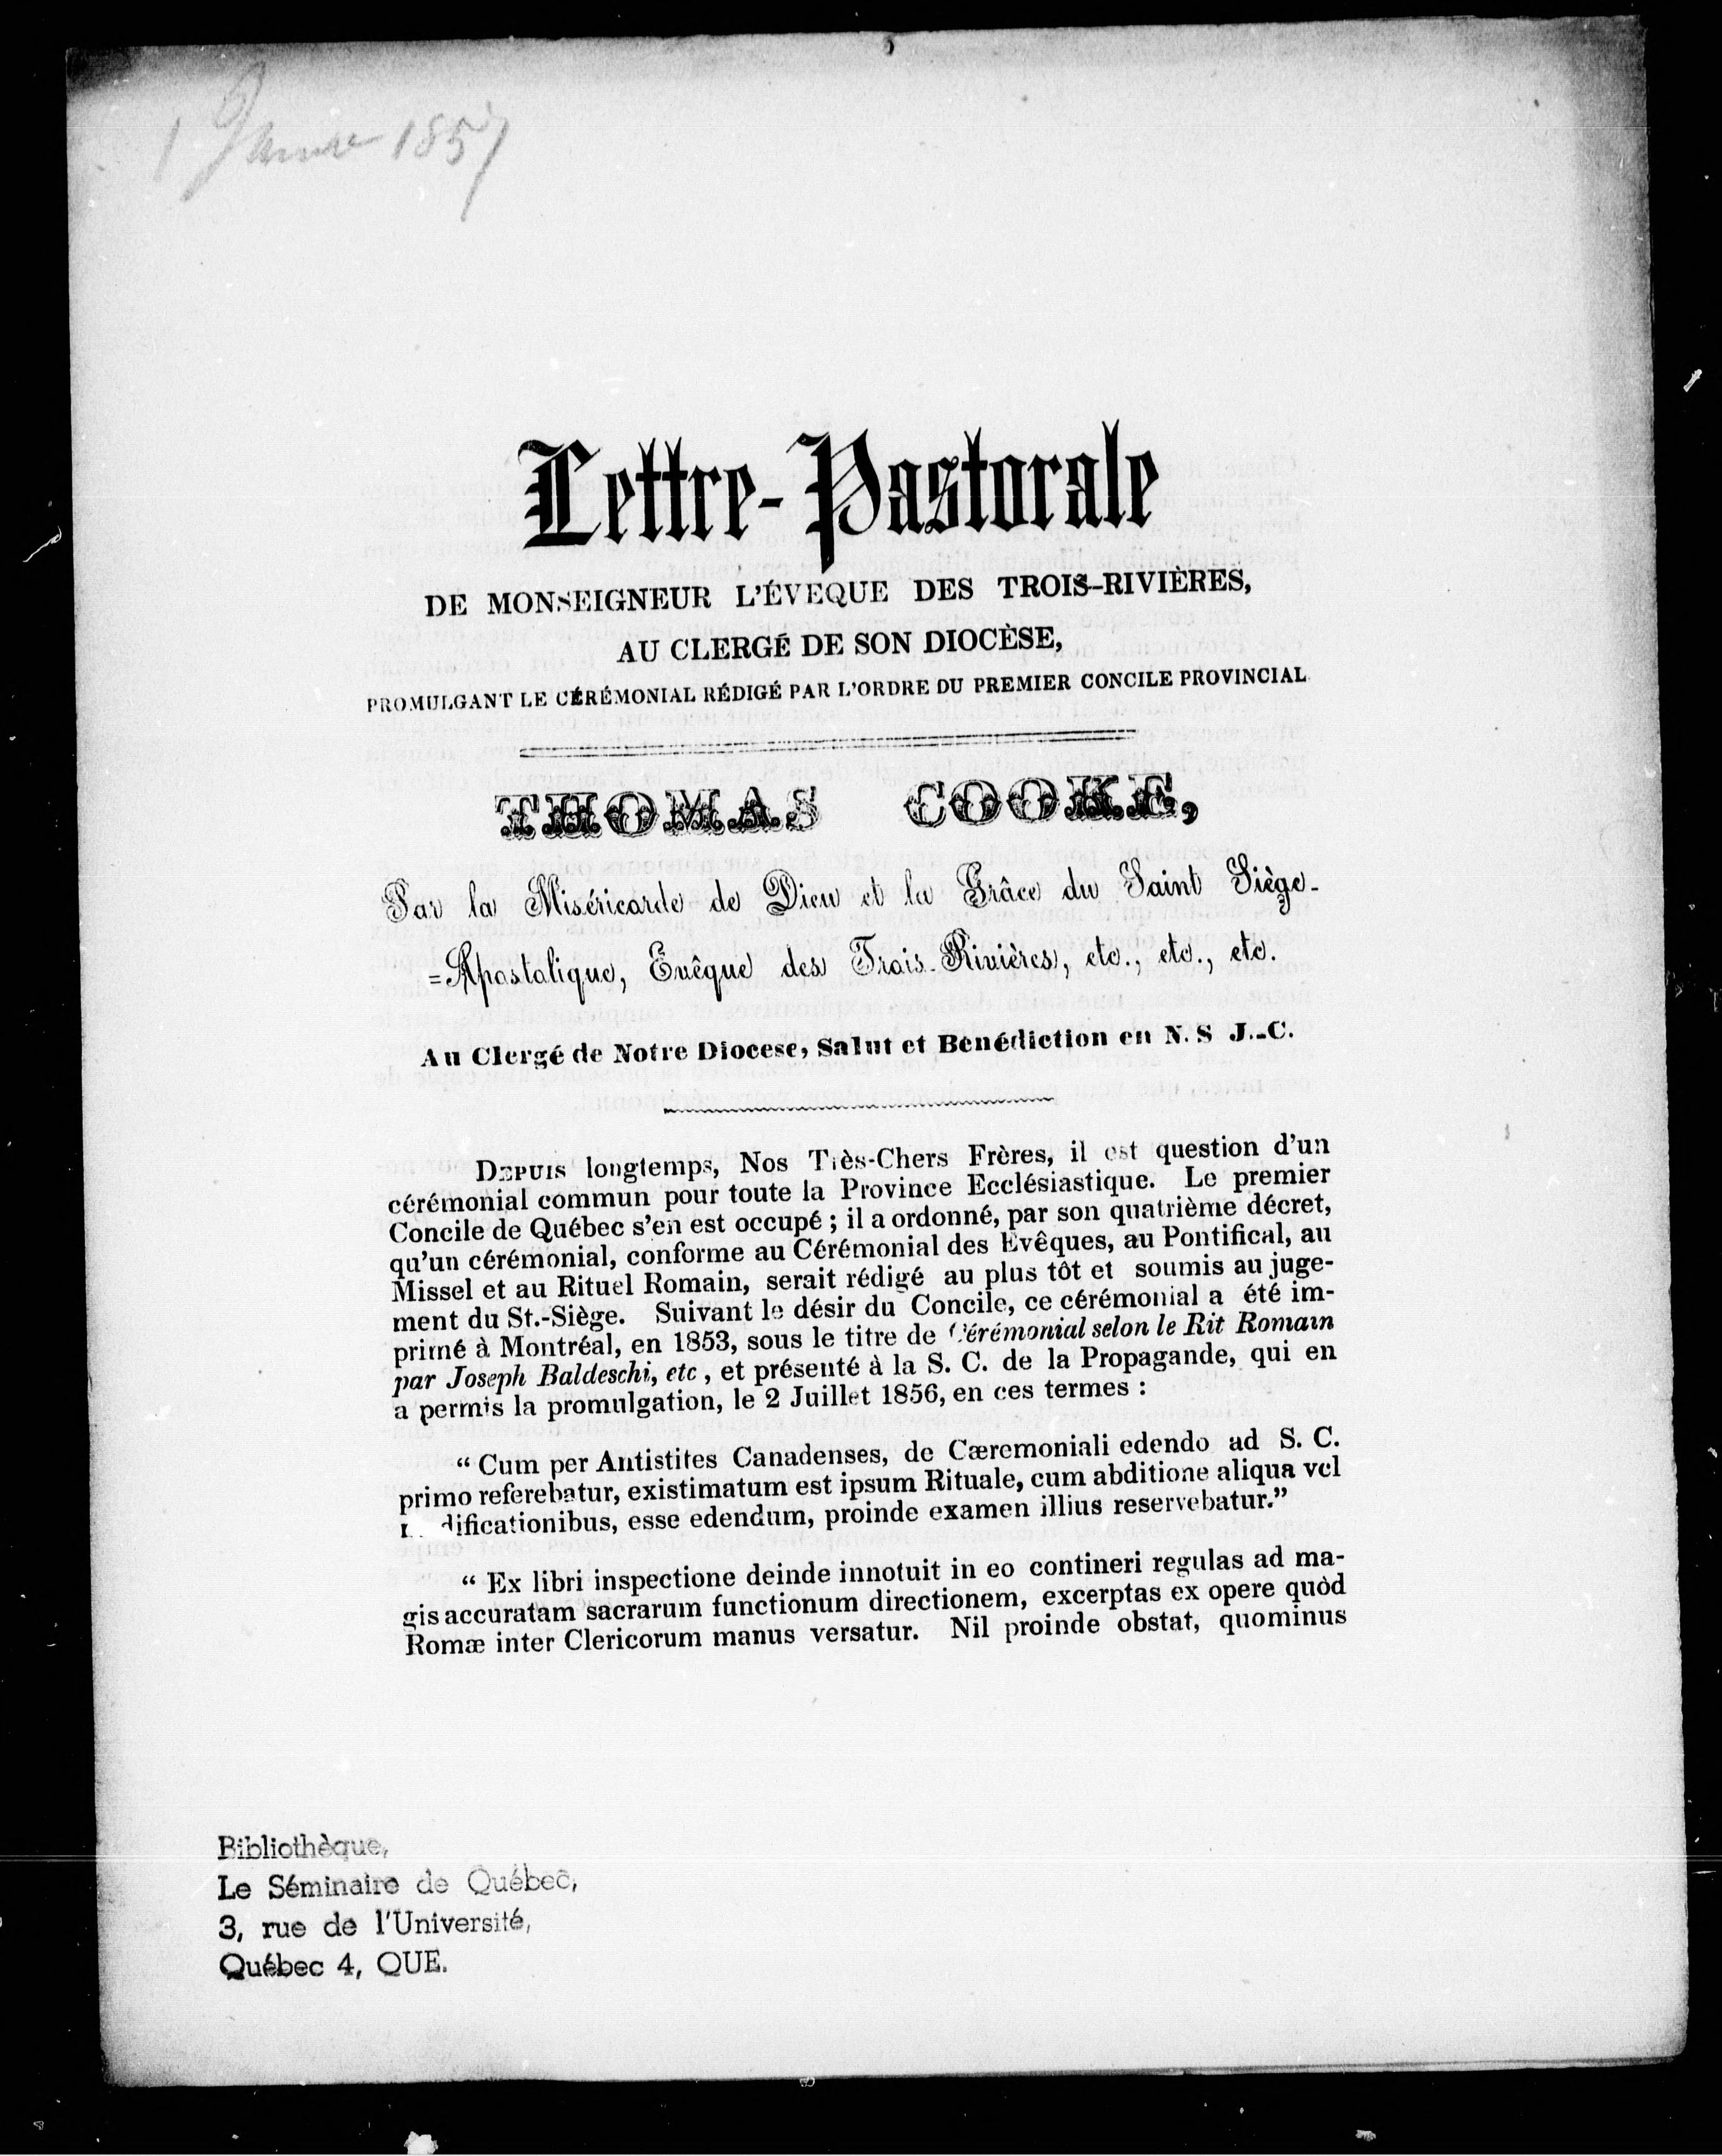 1 Janvier 1857
Lettre-Pastorale
DE MONSEIGNEUR L'ÉVEQUE DES TROIS-RIVIÈRES,
AU CLERGÉ DE SON DIOCÈSE,
PROMULGANT LE CÉRÉMONIAL RÉDIGÉ PAR L'ORDRE DU PREMIER CONCILE PROVINCIAL
THOMAS COOKE,
Par la Miséricorde de Dieu et la Grâce du Saint Siège-
=Apostolique, Evêque des Trois-Rivières, etc., etc., etc.
Au Clergé de Notre Diocese, Salut et Bénédiction en N. S J.-C.
DEPUIS longtemps, Nos Très-Chers Frères, il est question d'un
cérémonial commun pour toute la Province Ecclésiastique. Le premier
Concile de Québec s'en est occupé ; il a ordonné, par son quatrième décret,
qu'un cérémonial, conforme au Cérémonial des Evêques, au Pontifical, au
Missel et au Rituel Romain, serait rédigé au plus tôt et soumis au juge-
ment du St.-Siège. Suivant le désir du Concile, ce cérémonial a été im-
primé à Montréal, en 1853, sous le titre de Cérémonial selon le Rit Romain
par Joseph Baldeschi, etc , et présenté à la S. C. de la Propagande, qui en
a permis la promulgation, le 2 Juillet 1856, en ces termes :
“ Cum per Antistites Canadenses, de Cæremoniali edendo ad S. C.
primo referebatur, existimatum est ipsum Rituale, cum abditione aliqua vel
dificationibus, esse edendum, proinde examen illius reservebatur.”
“ Ex libri inspectione deinde innotuit in eo contineri regulas ad ma-
gis accuratam sacrarum functionum directionem, excerptas ex opere quòd
Romæ inter Clericorum manus versatur. Nil proinde obstat, quominus
Bibliothèque,
Le Séminaire de Québec,
3, rue de l'Université,
Québec 4, QUE.